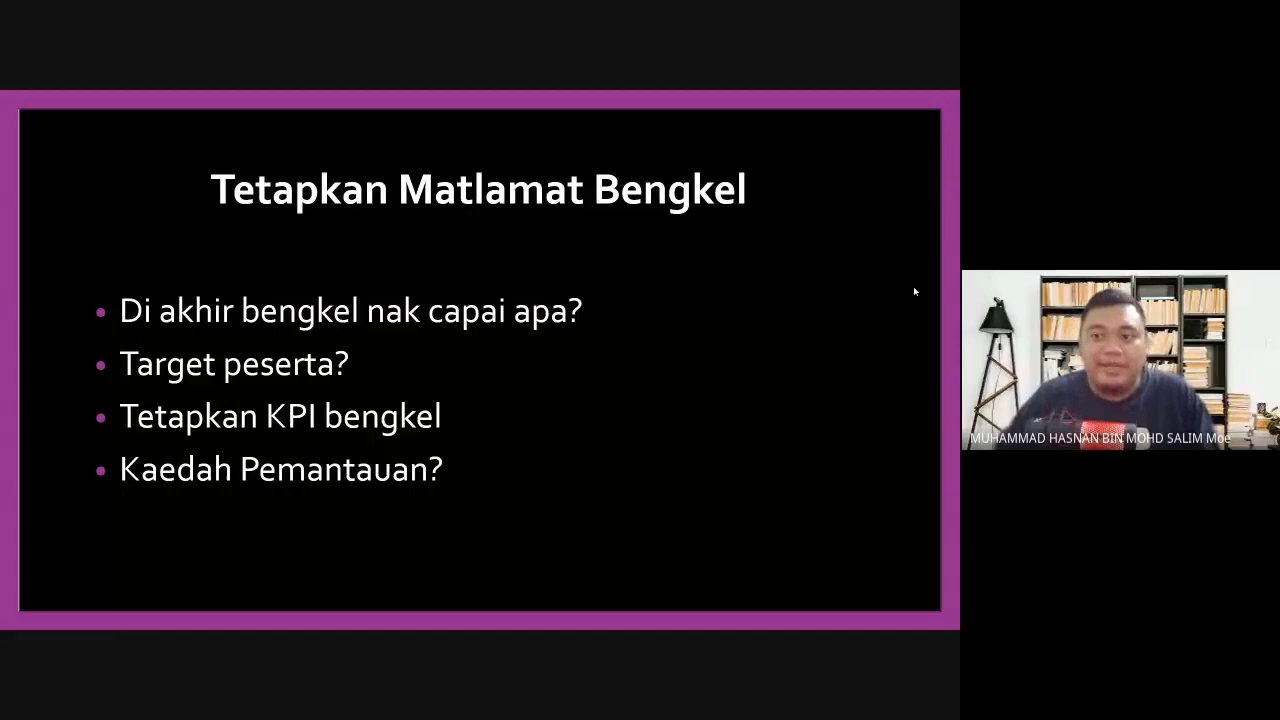 Tetapkan Matlamat Bengkel
Di akhir bengkel nak capai apa?
Target peserta?
Tetapkan KPI bengkel
Kaedah Pemantauan?
MUHAMMAD HASNAN BIN MOHD SALIM Moe